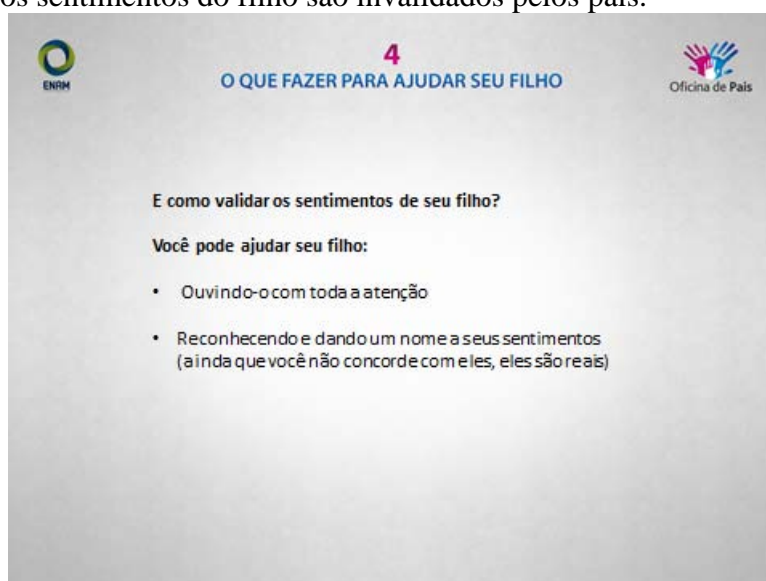 os sentimentos do filho são invalidados pelos pais.
ENAM
4
O QUE FAZER PARA AJUDAR SEU FILHO
Oficina de Pais
E como validar os sentimentos de seu filho?
Você pode ajudar seu filho:
• Ouvindo-o com toda a atenção
• Reconhecendo e dando um nome a seus sentimentos
(ainda que você não concorde com eles, eles são reais)